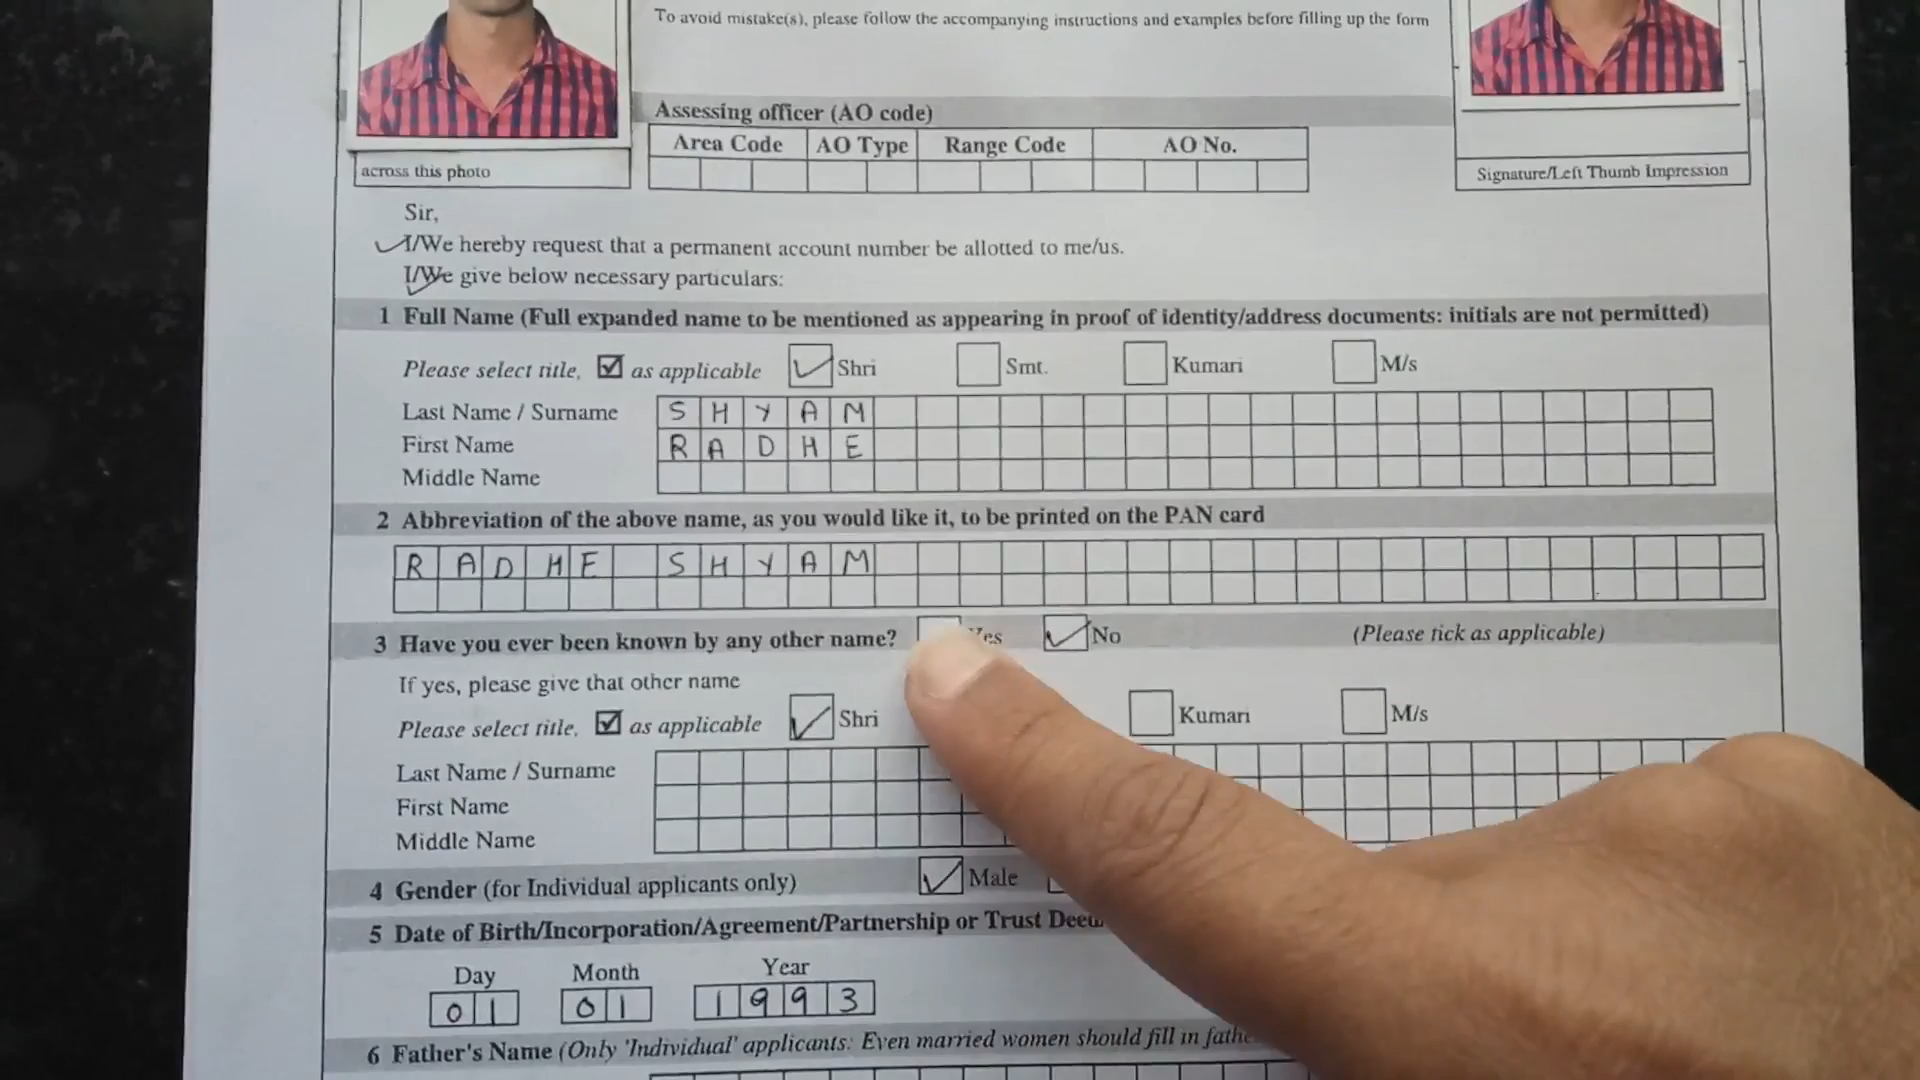 To avoid mistake(s), please follow the accompanying instructions and examples before filling up the form
Assessing officer (AO code)
Area Code AO Type Range Code AO No.
across this photo
Signature/Left Thumb Impression
Sir,
I/We hereby request that a permanent account number be allotted to me/us.
I/We give below necessary particulars:
1 Full Name (Full expanded name to be mentioned as appearing in proof of identity/address documents: initials are not permitted)
Please select title, ☑ as applicable ☑ Shri ☐ Smt. ☐ Kumari ☐ M/s
Last Name / Surname SHYAM
First Name RADHE
Middle Name
2 Abbreviation of the above name, as you would like it, to be printed on the PAN card
RADHE SHYAM
3 Have you ever been known by any other name? Yes ☑ No (Please tick as applicable)
If yes, please give that other name
Please select title, ☑ as applicable ☑ Shri ☐ Kumari ☐ M/s
Last Name / Surname
First Name
Middle Name
4 Gender (for Individual applicants only) ☑ Male
5 Date of Birth/Incorporation/Agreement/Partnership or Trust
Day Month Year
01 01 1993
6 Father's Name (Only 'Individual' applicants: Even married women should fill in